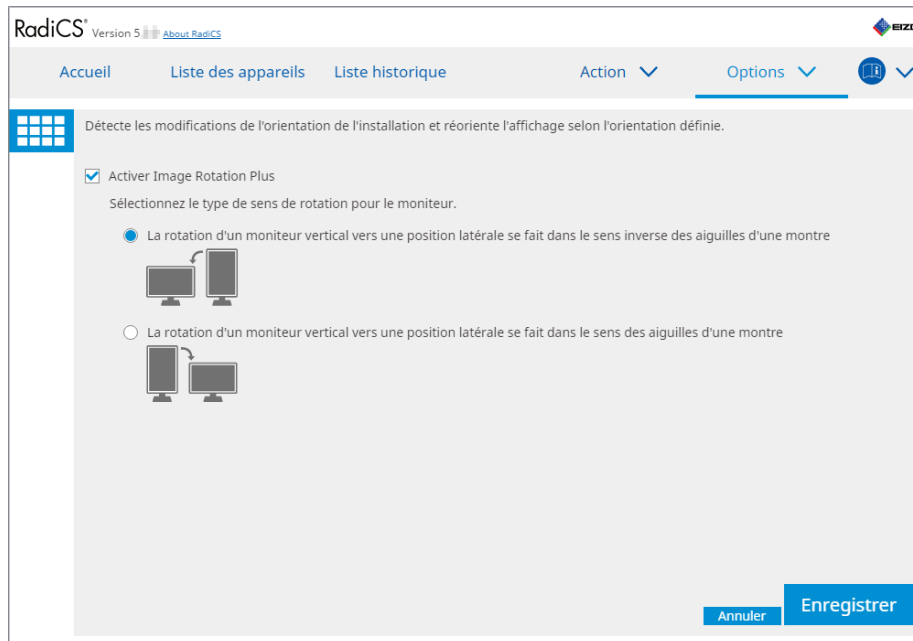 RadiCS® Version 5. About RadiCS
Accueil Liste des appareils Liste historique Action Options
Détecte les modifications de l'orientation de l'installation et réoriente l'affichage selon l'orientation définie.
Activer Image Rotation Plus
Sélectionnez le type de sens de rotation pour le moniteur.
La rotation d'un moniteur vertical vers une position latérale se fait dans le sens inverse des aiguilles d'une montre
La rotation d'un moniteur vertical vers une position latérale se fait dans le sens des aiguilles d'une montre
Annuler Enregistrer